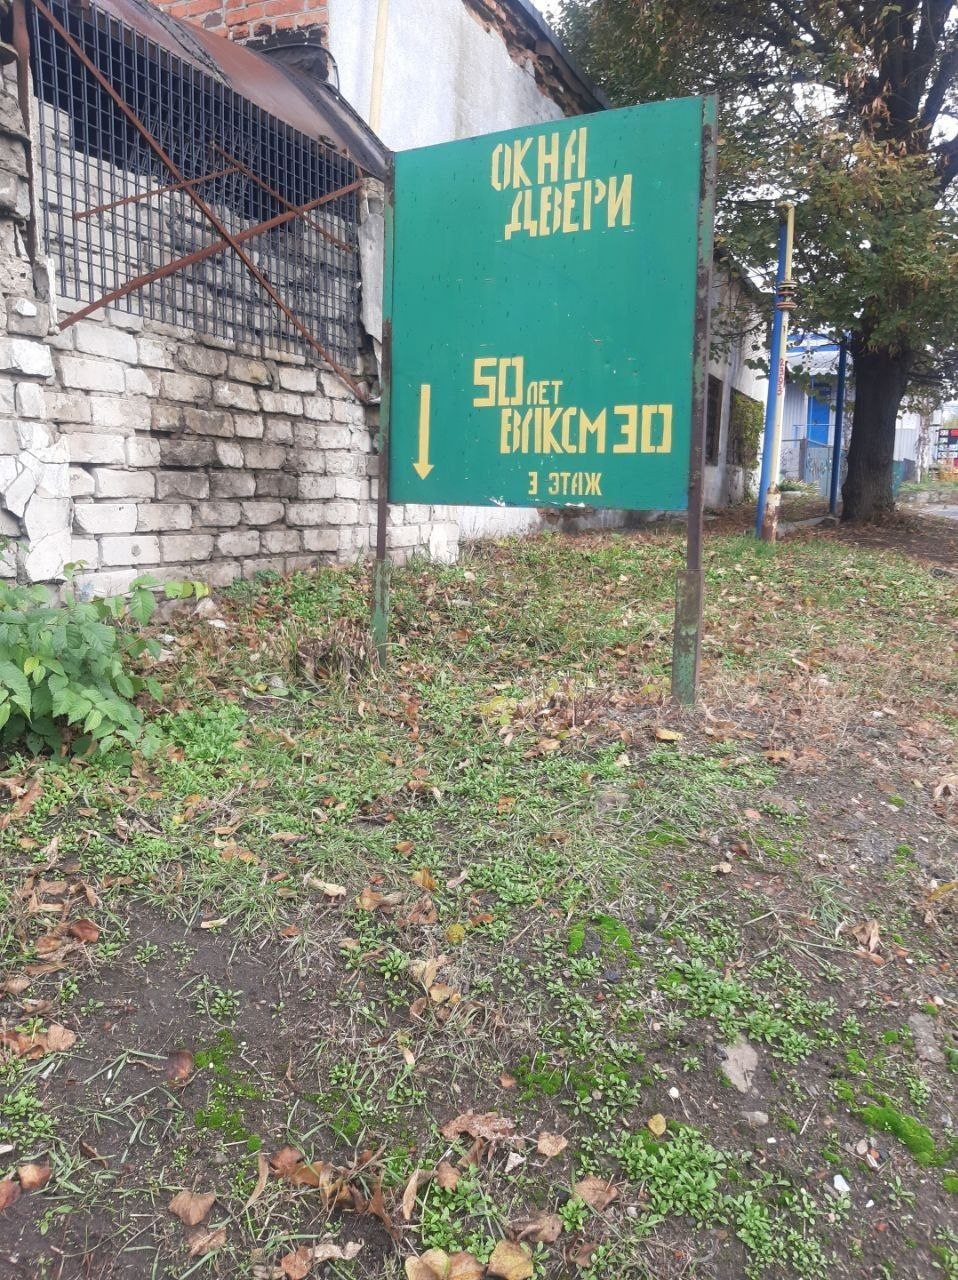 ОКНА
ДВЕРИ
50 ЛЕТ
ВЛКСМ 30
3 ЭТАЖ